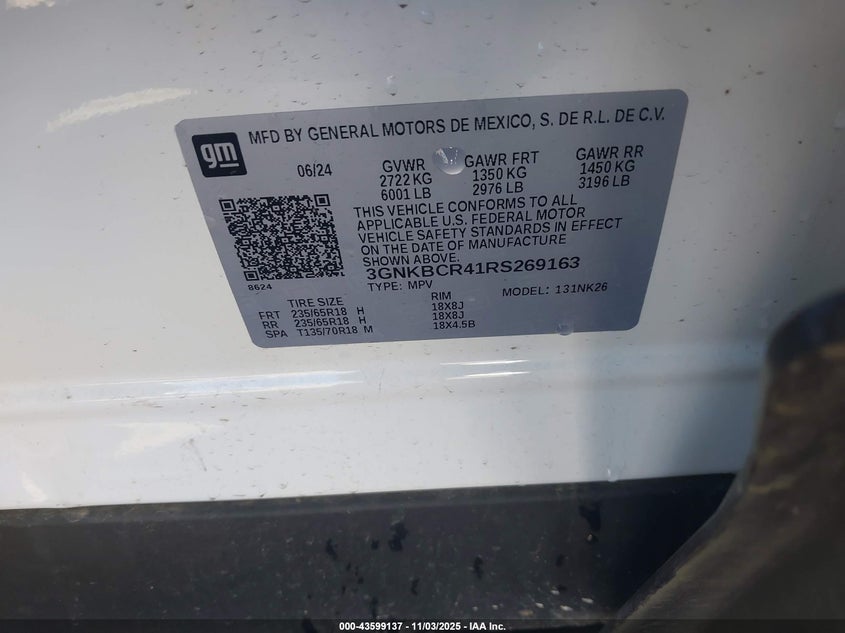 gm
MFD BY GENERAL MOTORS DE MEXICO, S. DE R.L. DE C.V.
06/24 GVWR GAWR FRT GAWR RR
2722 KG 1350 KG 1450 KG
6001 LB 2976 LB 3196 LB
THIS VEHICLE CONFORMS TO ALL
APPLICABLE U.S. FEDERAL MOTOR
VEHICLE SAFETY STANDARDS IN EFFECT
ON THE DATE OF MANUFACTURE
SHOWN ABOVE.
3GNKBCR41RS269163
8624
TYPE: MPV MODEL: 131NK26
TIRE SIZE RIM
FRT 235/65R18 H 18X8J
RR 235/65R18 H 18X8J
SPA T135/70R18 M 18X4.5B
000-43599137 - 11/03/2025 - IAA Inc.